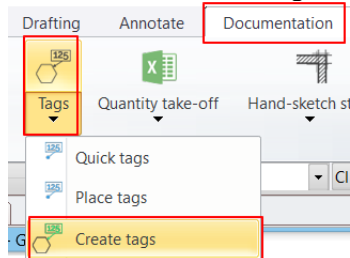 Drafting Annotate Documentation
125
Tags Quantity take-off Hand-sketch st
125 Quick tags
Cl
125 Place tags
- G 125 Create tags